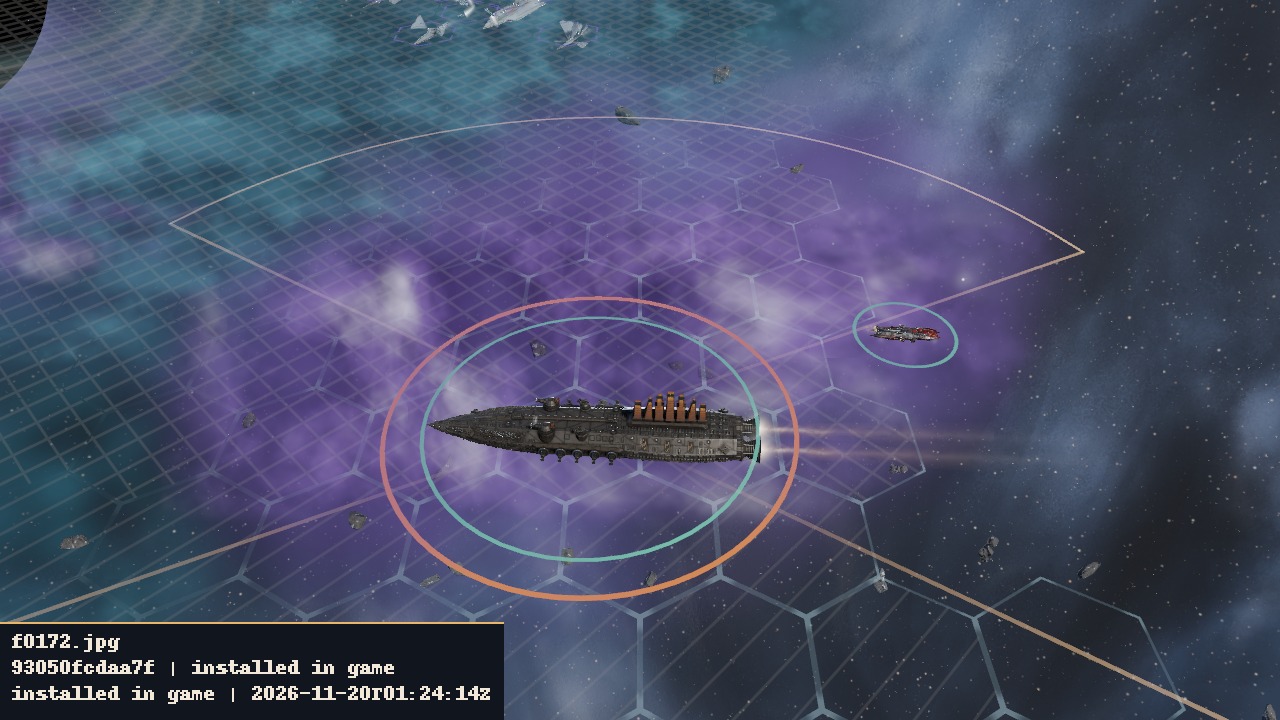 f0172.jpg
93050fcdaa7f | installed in game
installed in game | 2026-11-20T01:24:14Z